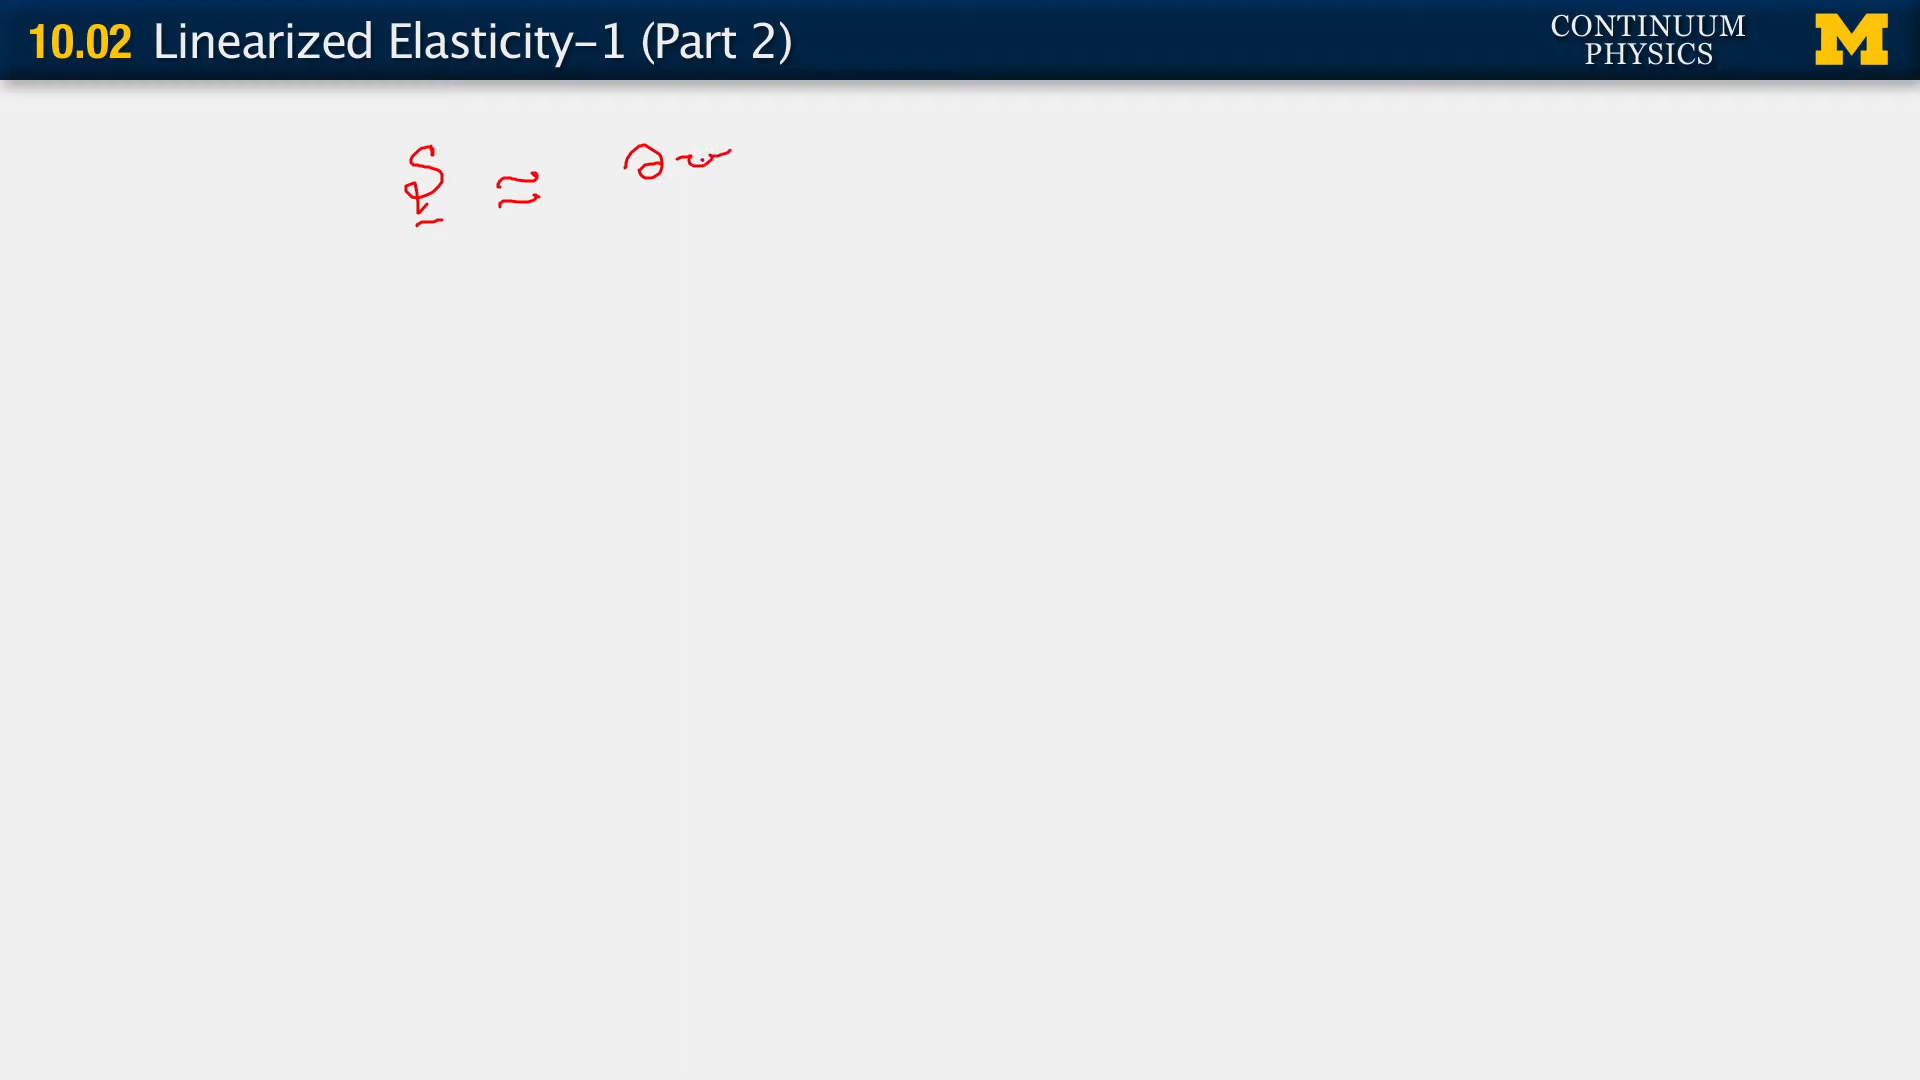 10.02 Linearized Elasticity-1 (Part 2)
CONTINUUM
PHYSICS
M
S ≈